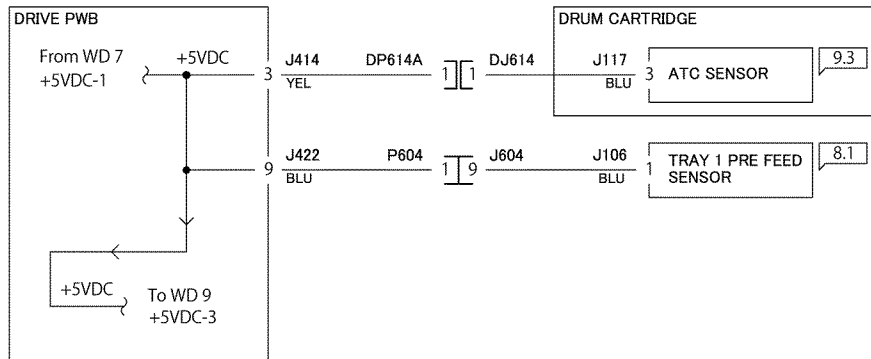 DRIVE PWB
DRUM CARTRIDGE
From WD 7
+5VDC-1
+5VDC
3
J414
YEL
DP614A
1
1
DJ614
J117
BLU
3
ATC SENSOR
9.3
9
J422
BLU
P604
1
9
J604
J106
BLU
1
TRAY 1 PRE FEED
SENSOR
8.1
+5VDC
To WD 9
+5VDC-3